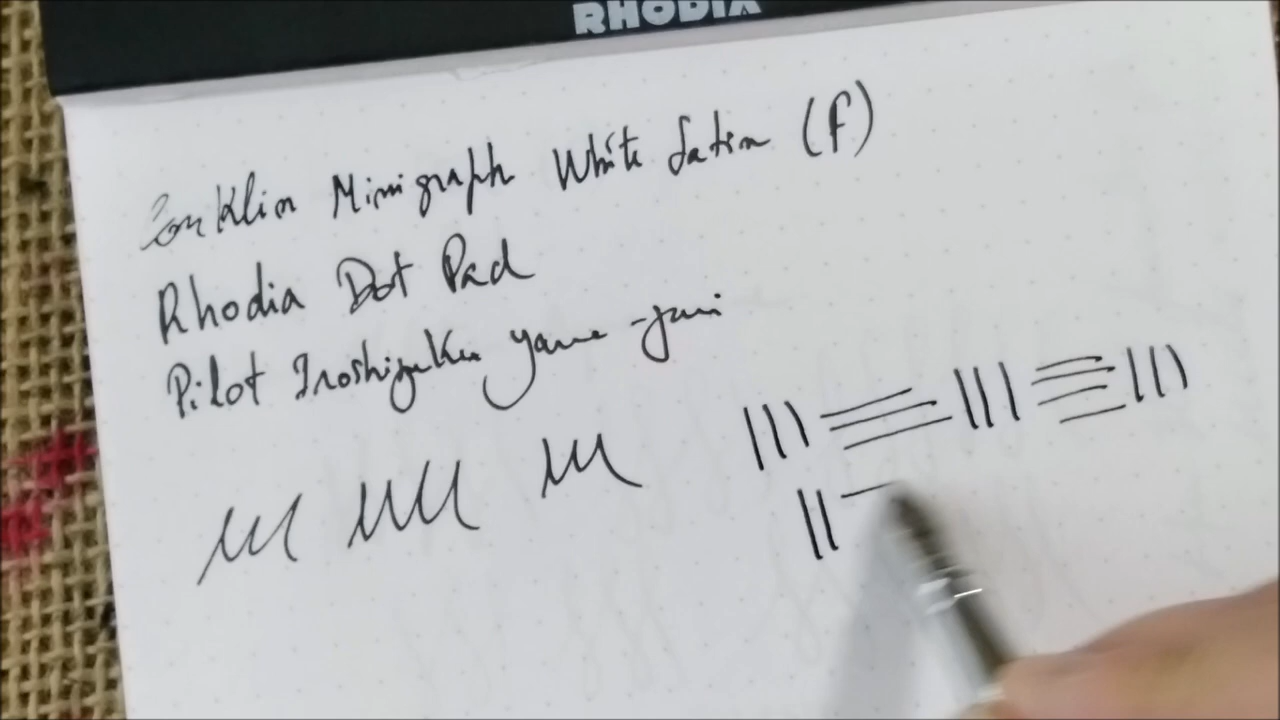 RHODIA
Conklin Minigraph White Satin (F)
Rhodia Dot Pad
Pilot Iroshizuku yama-guri